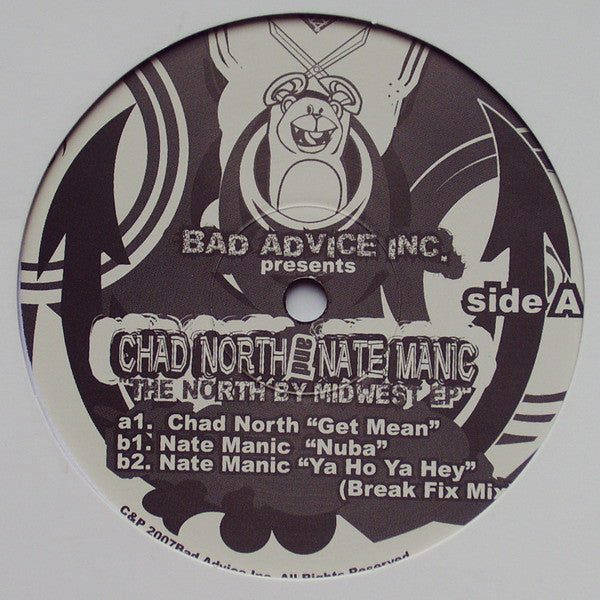 BAD ADVICE INC.
presents
side A
CHAD NORTH and NATE MANIC
"THE NORTH BY MIDWEST EP"
a1. Chad North "Get Mean"
b1. Nate Manic "Nuba"
b2. Nate Manic "Ya Ho Ya Hey"
(Break Fix Mix
C&P 2007Bad Advice Inc. All Rights Reserved